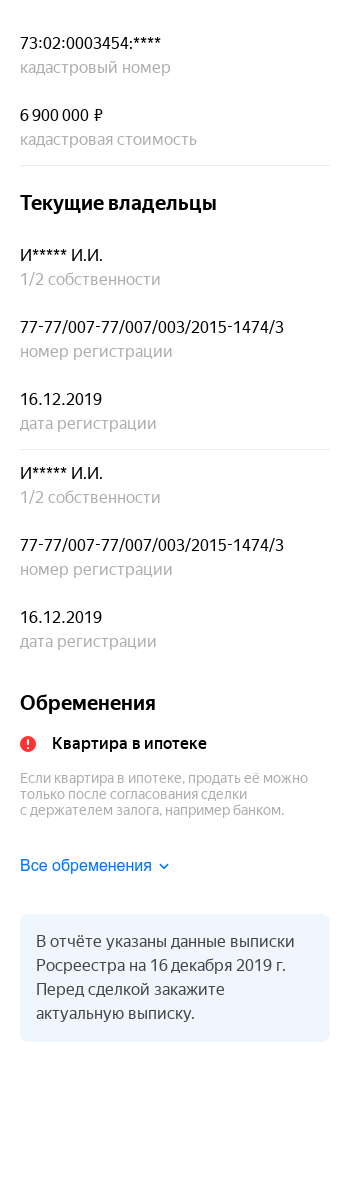 73:02:0003454:****
кадастровый номер
6 900 000 ₽
кадастровая стоимость
Текущие владельцы
И***** И.И.
1/2 собственности
77-77/007-77/007/003/2015-1474/3
номер регистрации
16.12.2019
дата регистрации
И***** И.И.
1/2 собственности
77-77/007-77/007/003/2015-1474/3
номер регистрации
16.12.2019
дата регистрации
Обременения
Квартира в ипотеке
Если квартира в ипотеке, продать её можно
только после согласования сделки
с держателем залога, например банком.
Все обременения
В отчёте указаны данные выписки
Росреестра на 16 декабря 2019 г.
Перед сделкой закажите
актуальную выписку.